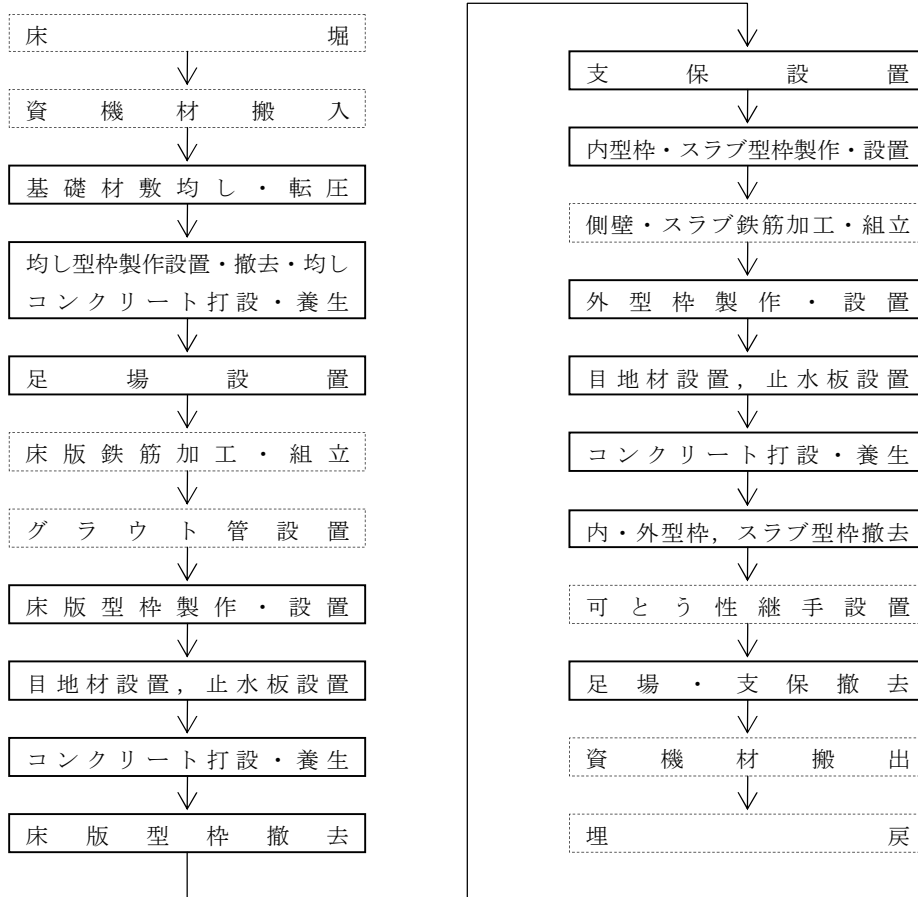 床堀
資機材搬入
基礎材敷均し・転圧
均し型枠製作設置・撤去・均し
コンクリート打設・養生
足場設置
床版鉄筋加工・組立
グラウト管設置
床版型枠製作・設置
目地材設置，止水板設置
コンクリート打設・養生
床版型枠撤去
支保設置
内型枠・スラブ型枠製作・設置
側壁・スラブ鉄筋加工・組立
外型枠製作・設置
目地材設置，止水板設置
コンクリート打設・養生
内・外型枠，スラブ型枠撤去
可とう性継手設置
足場・支保撤去
資機材搬出
埋戻